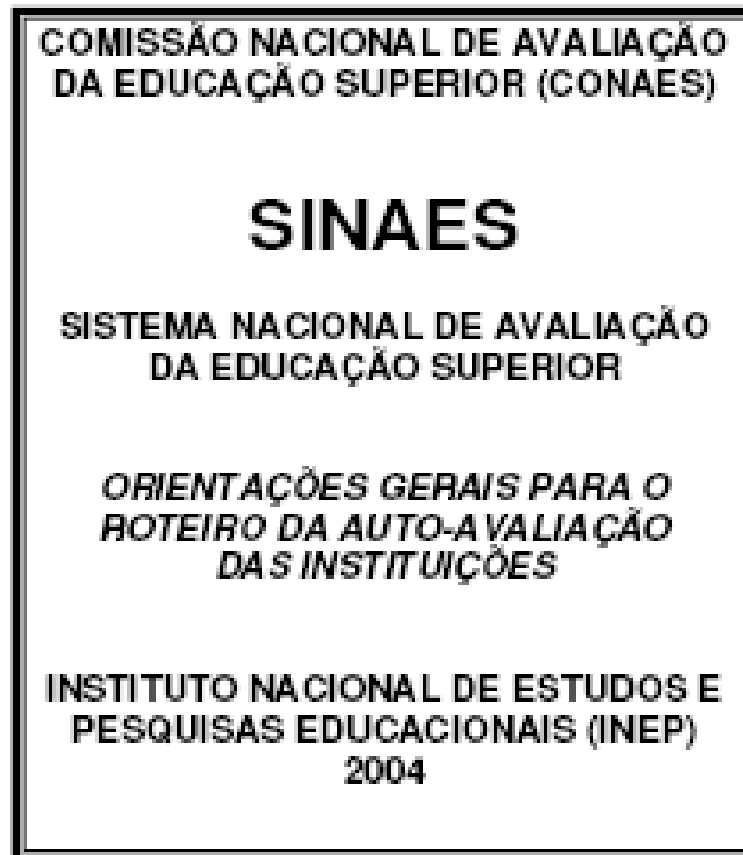 COMISSÃO NACIONAL DE AVALIAÇÃO
DA EDUCAÇÃO SUPERIOR (CONAES)
SINAES
SISTEMA NACIONAL DE AVALIAÇÃO
DA EDUCAÇÃO SUPERIOR
ORIENTAÇÕES GERAIS PARA O
ROTEIRO DA AUTO-AVALIAÇÃO
DAS INSTITUIÇÕES
INSTITUTO NACIONAL DE ESTUDOS E
PESQUISAS EDUCACIONAIS (INEP)
2004